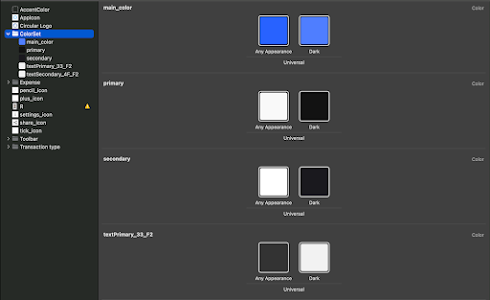 AccentColor
AppIcon
Circular Logo
ColorSet
main_color
primary
secondary
textPrimary_33_F2
textSecondary_4F_F2
Expense
pencil_icon
plus_icon
R
settings_icon
share_icon
tick_icon
Toolbar
Transaction type
main_color
Color
Any Appearance
Dark
Universal
primary
Color
Any Appearance
Dark
Universal
secondary
Color
Any Appearance
Dark
Universal
textPrimary_33_F2
Color
Any Appearance
Dark
Universal